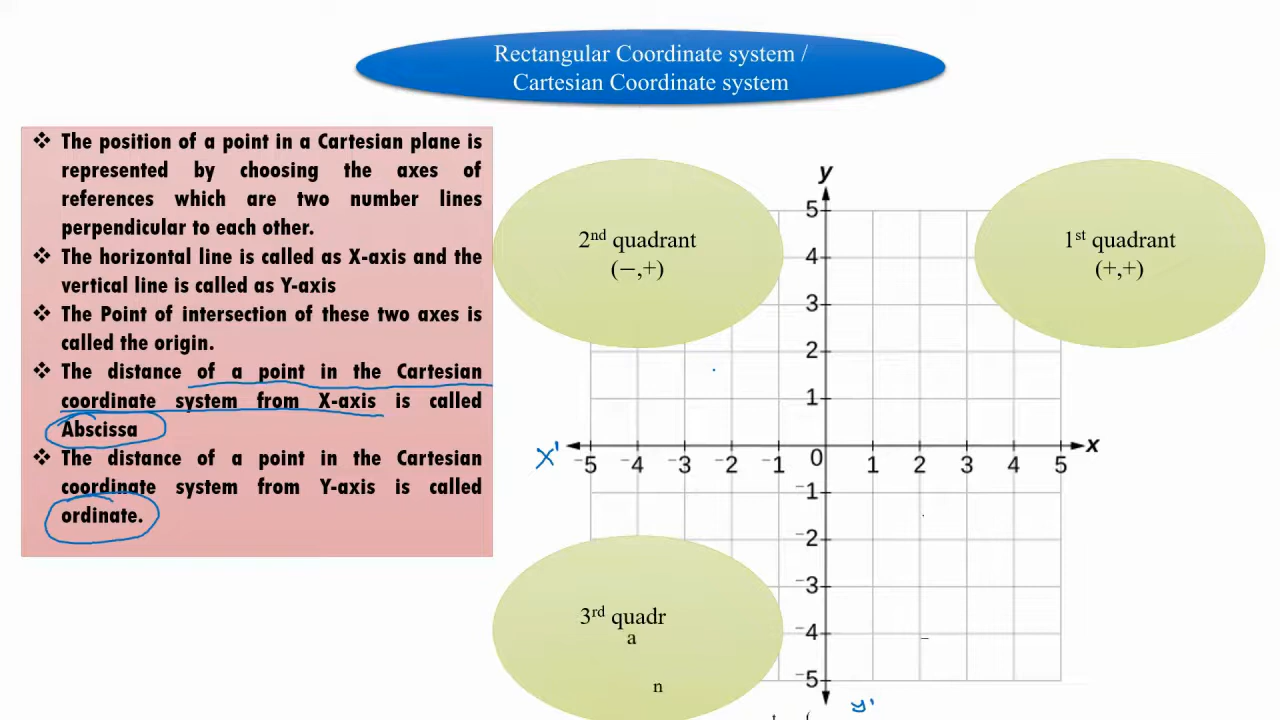 Rectangular Coordinate system /
Cartesian Coordinate system
❖ The position of a point in a Cartesian plane is
represented by choosing the axes of
references which are two number lines
perpendicular to each other.
❖ The horizontal line is called as X-axis and the
vertical line is called as Y-axis
❖ The Point of intersection of these two axes is
called the origin.
❖ The distance of a point in the Cartesian
coordinate system from X-axis is called
Abscissa
❖ The distance of a point in the Cartesian
coordinate system from Y-axis is called
ordinate.
2nd quadrant
(−,+)
1st quadrant
(+,+)
y
5
4
3
2
1
X'
-5 -4 -3 -2 -1 0 1 2 3 4 5
x
-1
-2
-3
-4
-5
y'
3rd quadr
a
n